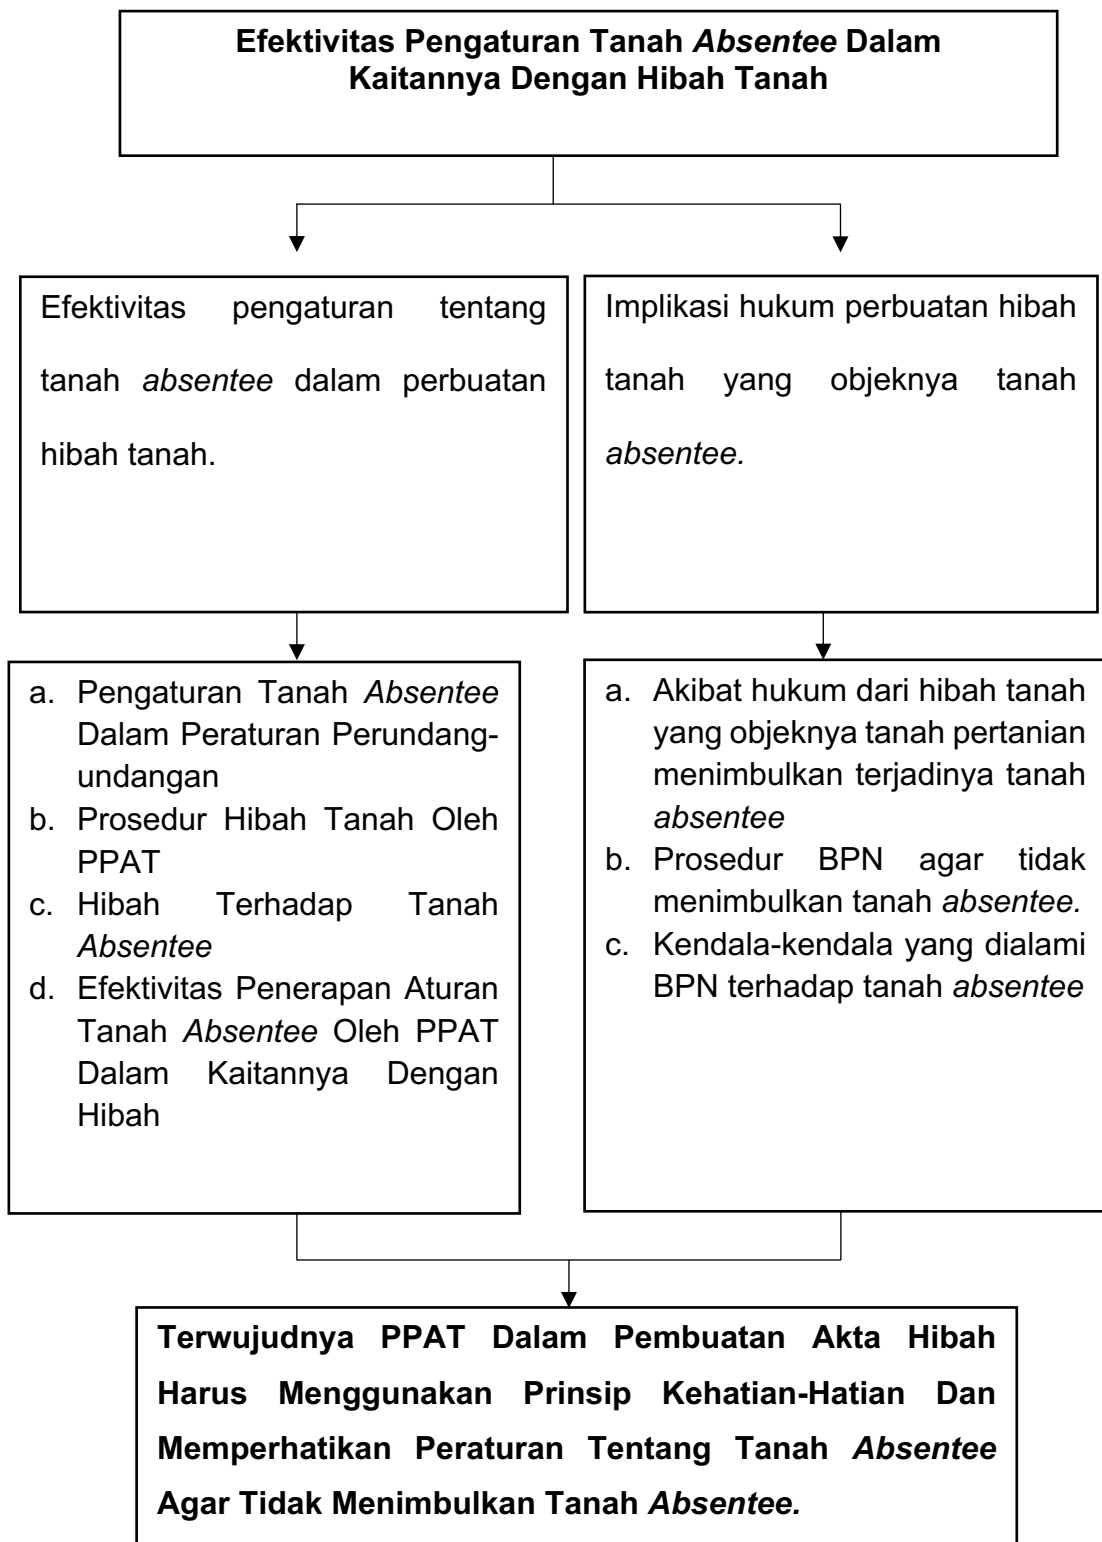 Efektivitas Pengaturan Tanah Absentee Dalam
Kaitannya Dengan Hibah Tanah
Efektivitas pengaturan tentang
tanah absentee dalam perbuatan
hibah tanah.
Implikasi hukum perbuatan hibah
tanah yang objeknya tanah
absentee.
a. Pengaturan Tanah Absentee
Dalam Peraturan Perundang-
undangan
b. Prosedur Hibah Tanah Oleh
PPAT
c. Hibah Terhadap Tanah
Absentee
d. Efektivitas Penerapan Aturan
Tanah Absentee Oleh PPAT
Dalam Kaitannya Dengan
Hibah
a. Akibat hukum dari hibah tanah
yang objeknya tanah pertanian
menimbulkan terjadinya tanah
absentee
b. Prosedur BPN agar tidak
menimbulkan tanah absentee.
c. Kendala-kendala yang dialami
BPN terhadap tanah absentee
Terwujudnya PPAT Dalam Pembuatan Akta Hibah
Harus Menggunakan Prinsip Kehatian-Hatian Dan
Memperhatikan Peraturan Tentang Tanah Absentee
Agar Tidak Menimbulkan Tanah Absentee.